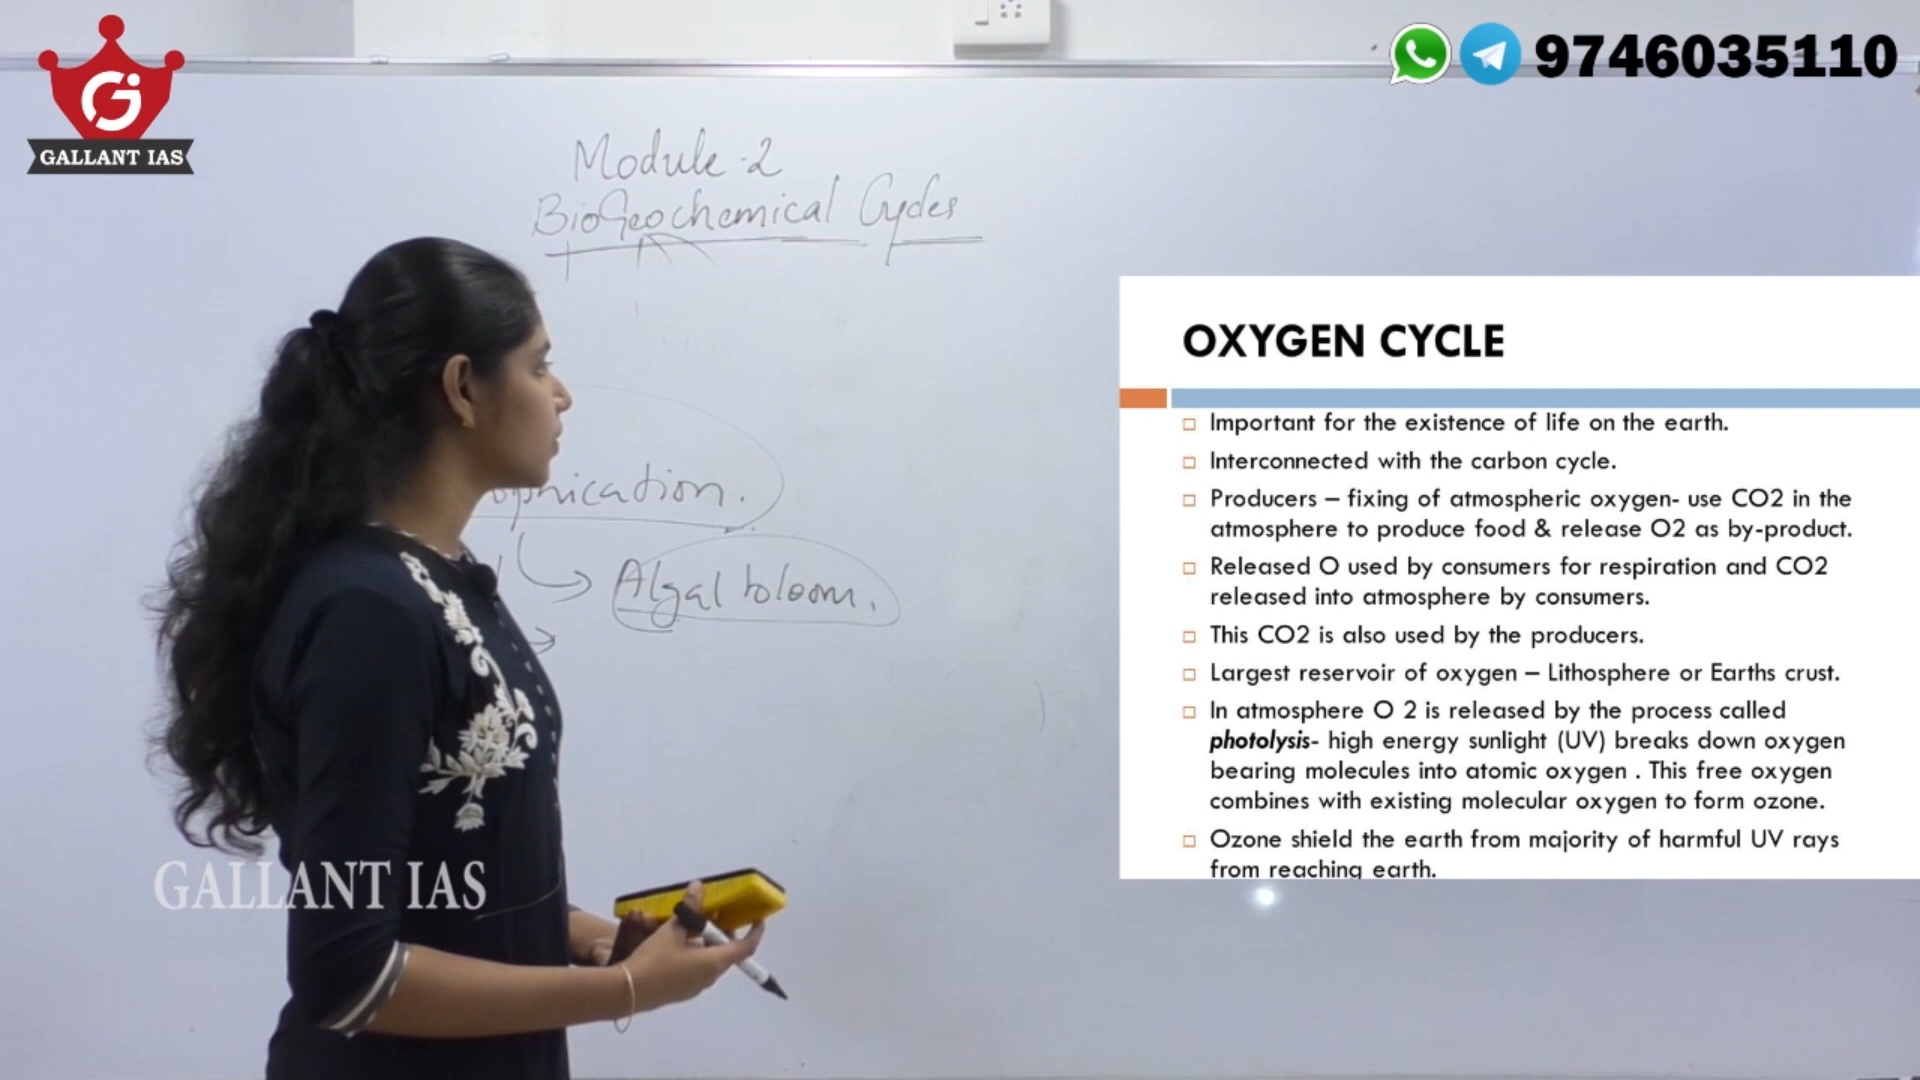 GALLANT IAS
9746035110
Module-2
BioGeochemical Cycles
Algal bloom.
OXYGEN CYCLE
Important for the existence of life on the earth.
Interconnected with the carbon cycle.
Producers – fixing of atmospheric oxygen- use CO2 in the
atmosphere to produce food & release O2 as by-product.
Released O used by consumers for respiration and CO2
released into atmosphere by consumers.
This CO2 is also used by the producers.
Largest reservoir of oxygen – Lithosphere or Earths crust.
In atmosphere O 2 is released by the process called
photolysis- high energy sunlight (UV) breaks down oxygen
bearing molecules into atomic oxygen . This free oxygen
combines with existing molecular oxygen to form ozone.
Ozone shield the earth from majority of harmful UV rays
from reaching earth.
GALLANT IAS